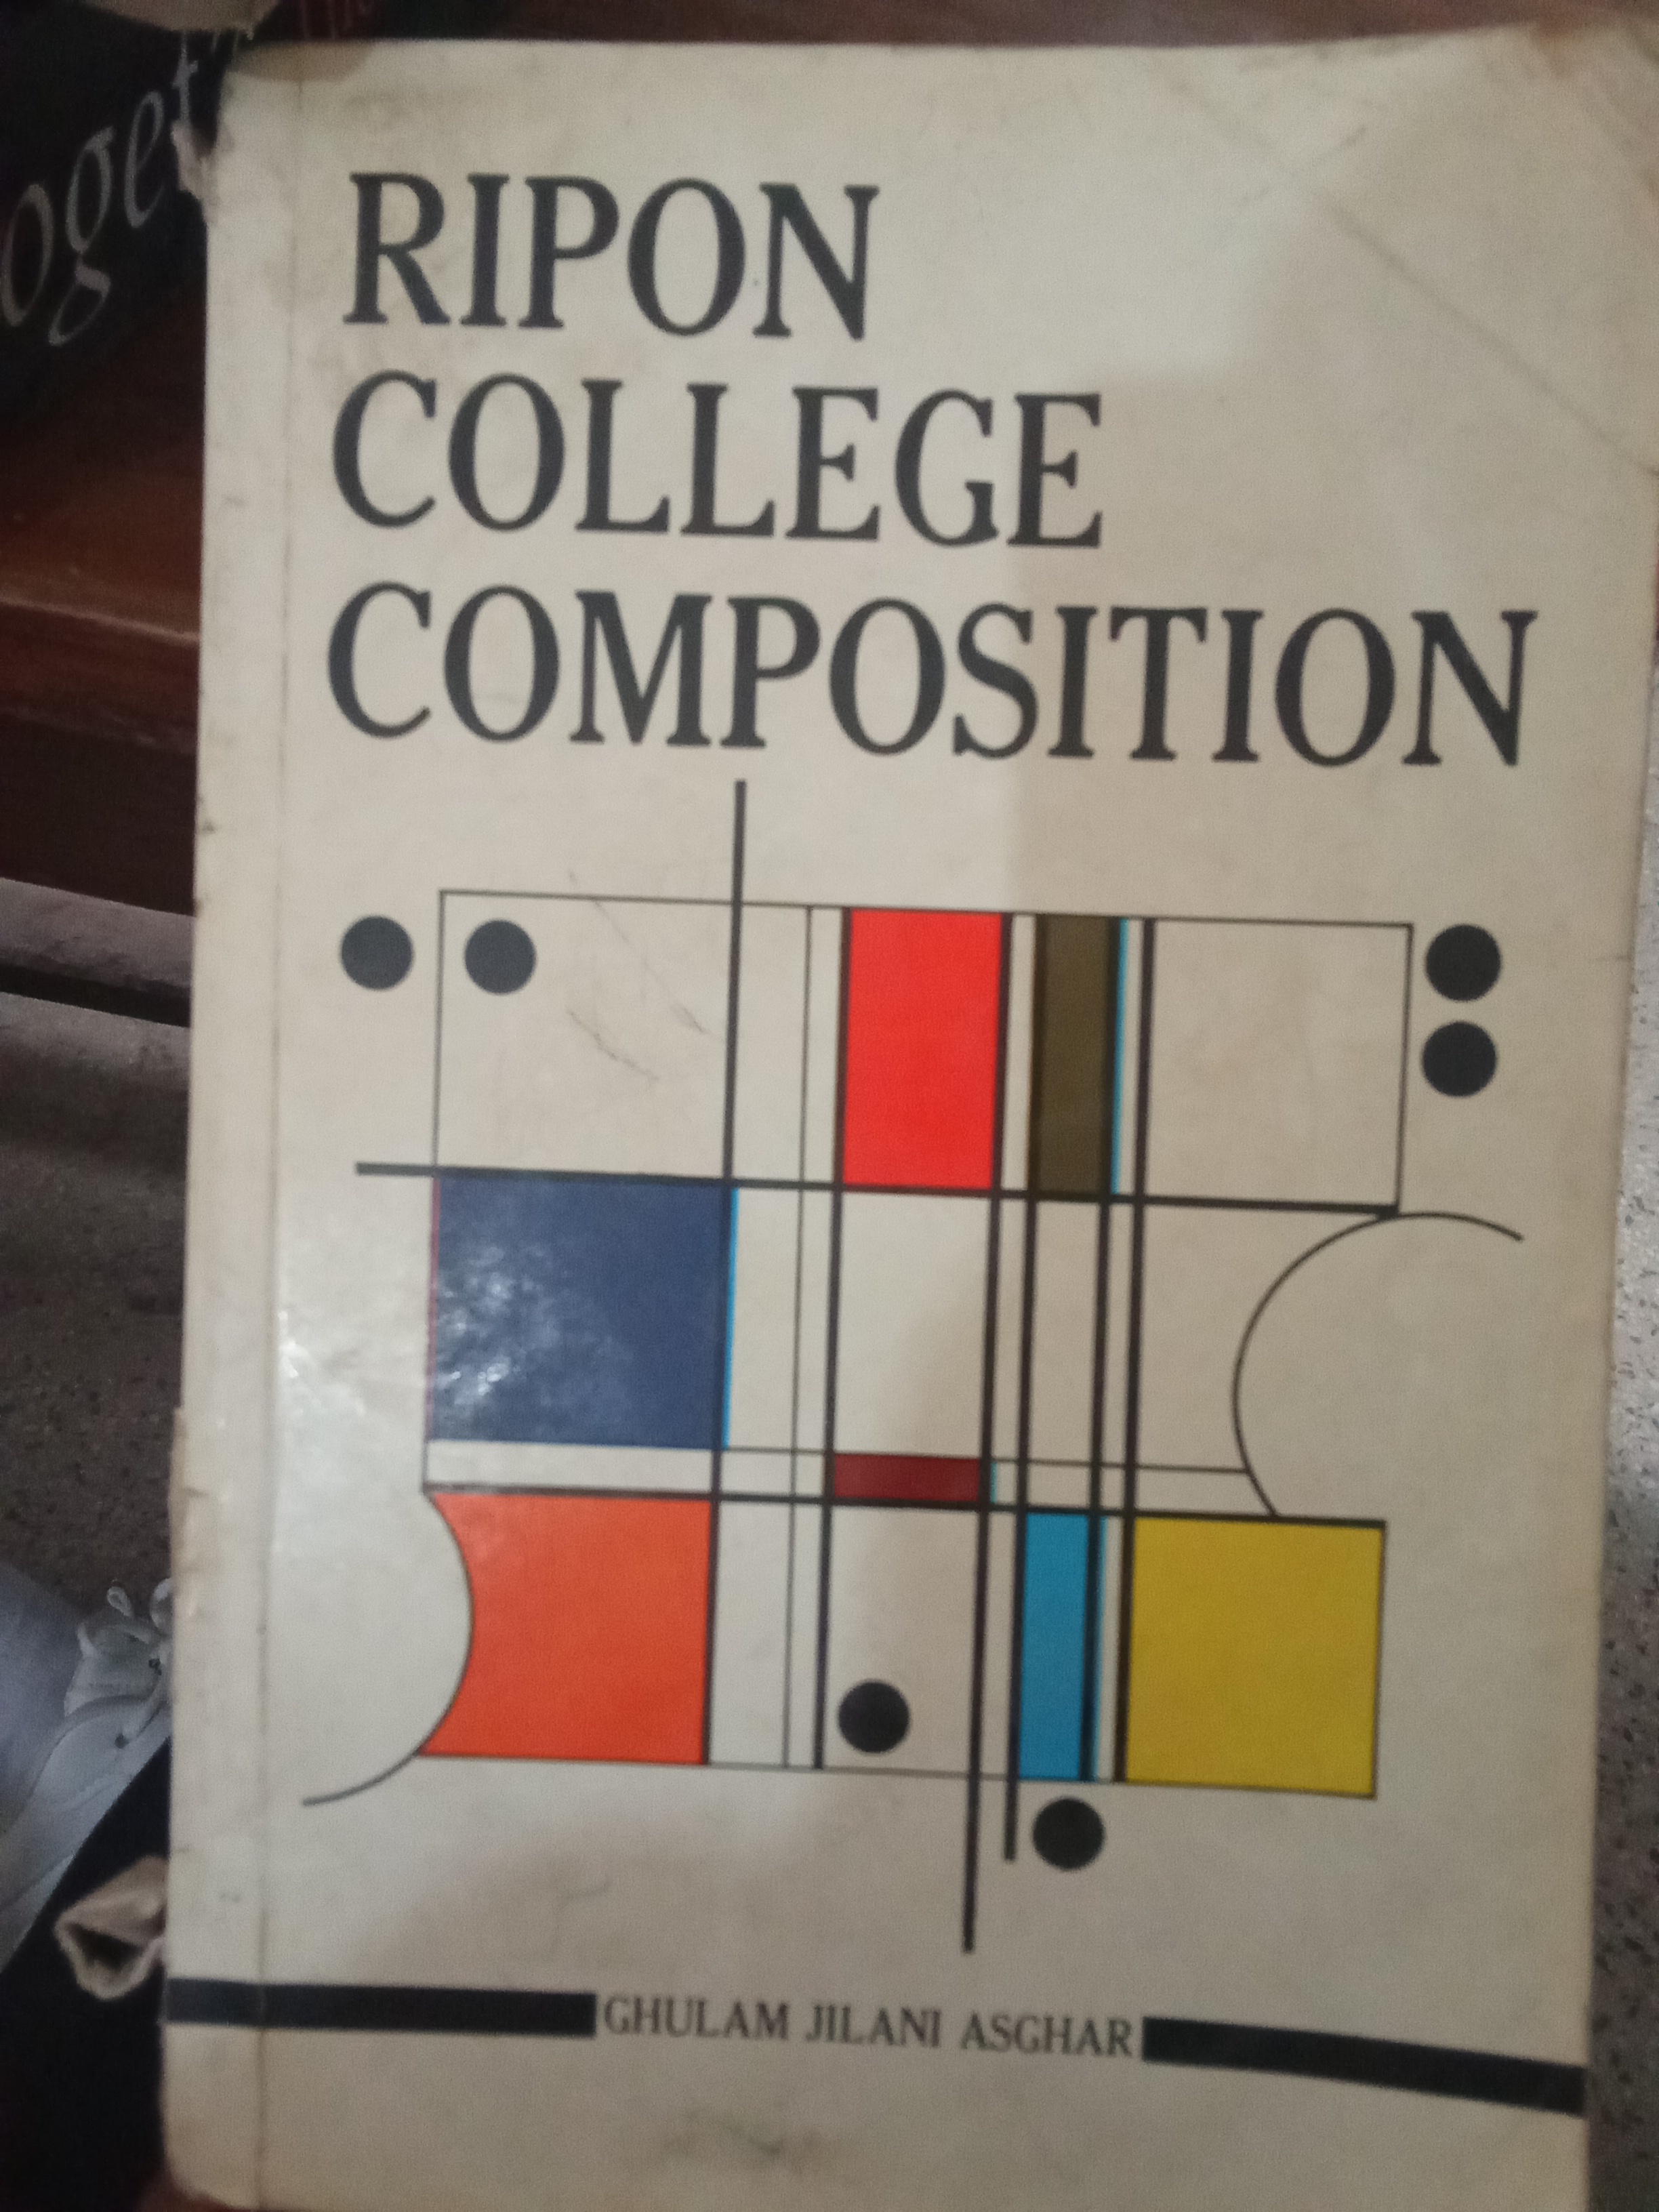 RIPON
COLLEGE
COMPOSITION
GHULAM JILANI ASGHAR